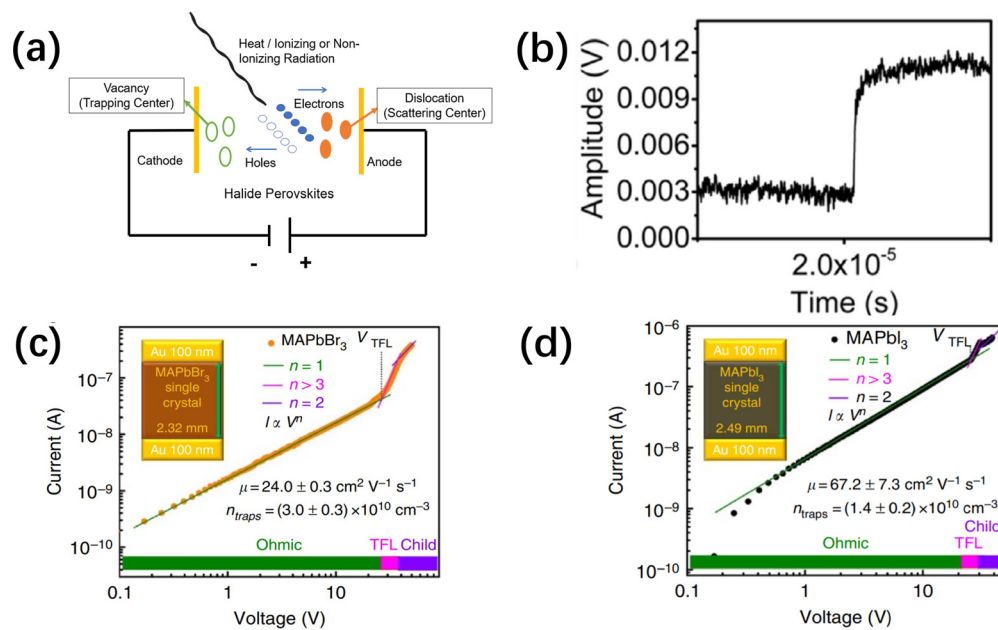 (a)
Heat / Ionizing or Non-
Ionizing Radiation
Vacancy
(Trapping Center)
Electrons
Dislocation
(Scattering Center)
Cathode
Holes
Anode
Halide Perovskites
-
+
(b)
Amplitude (V)
0.012
0.009
0.006
0.003
0.000
2.0x10⁻⁵
Time (s)
(c)
Au 100 nm
MAPbBr₃
single
crystal
2.32 mm
Au 100 nm
MAPbBr₃
n = 1
n > 3
n = 2
I ∝ Vⁿ
V TFL
μ = 24.0 ± 0.3 cm² V⁻¹ s⁻¹
n traps = (3.0 ± 0.3) ×10¹⁰ cm⁻³
Ohmic
TFL
Child
Current (A)
10⁻⁷
10⁻⁸
10⁻⁹
10⁻¹⁰
0.1
1
10
Voltage (V)
(d)
Au 100 nm
MAPbI₃
single
crystal
2.49 mm
Au 100 nm
MAPbI₃
n = 1
n > 3
n = 2
I ∝ Vⁿ
V TFL
μ = 67.2 ± 7.3 cm² V⁻¹ s⁻¹
n traps = (1.4 ± 0.2) ×10¹⁰ cm⁻³
Child
Ohmic
TFL
Current (A)
10⁻⁶
10⁻⁷
10⁻⁸
10⁻⁹
10⁻¹⁰
0.1
1
10
Voltage (V)